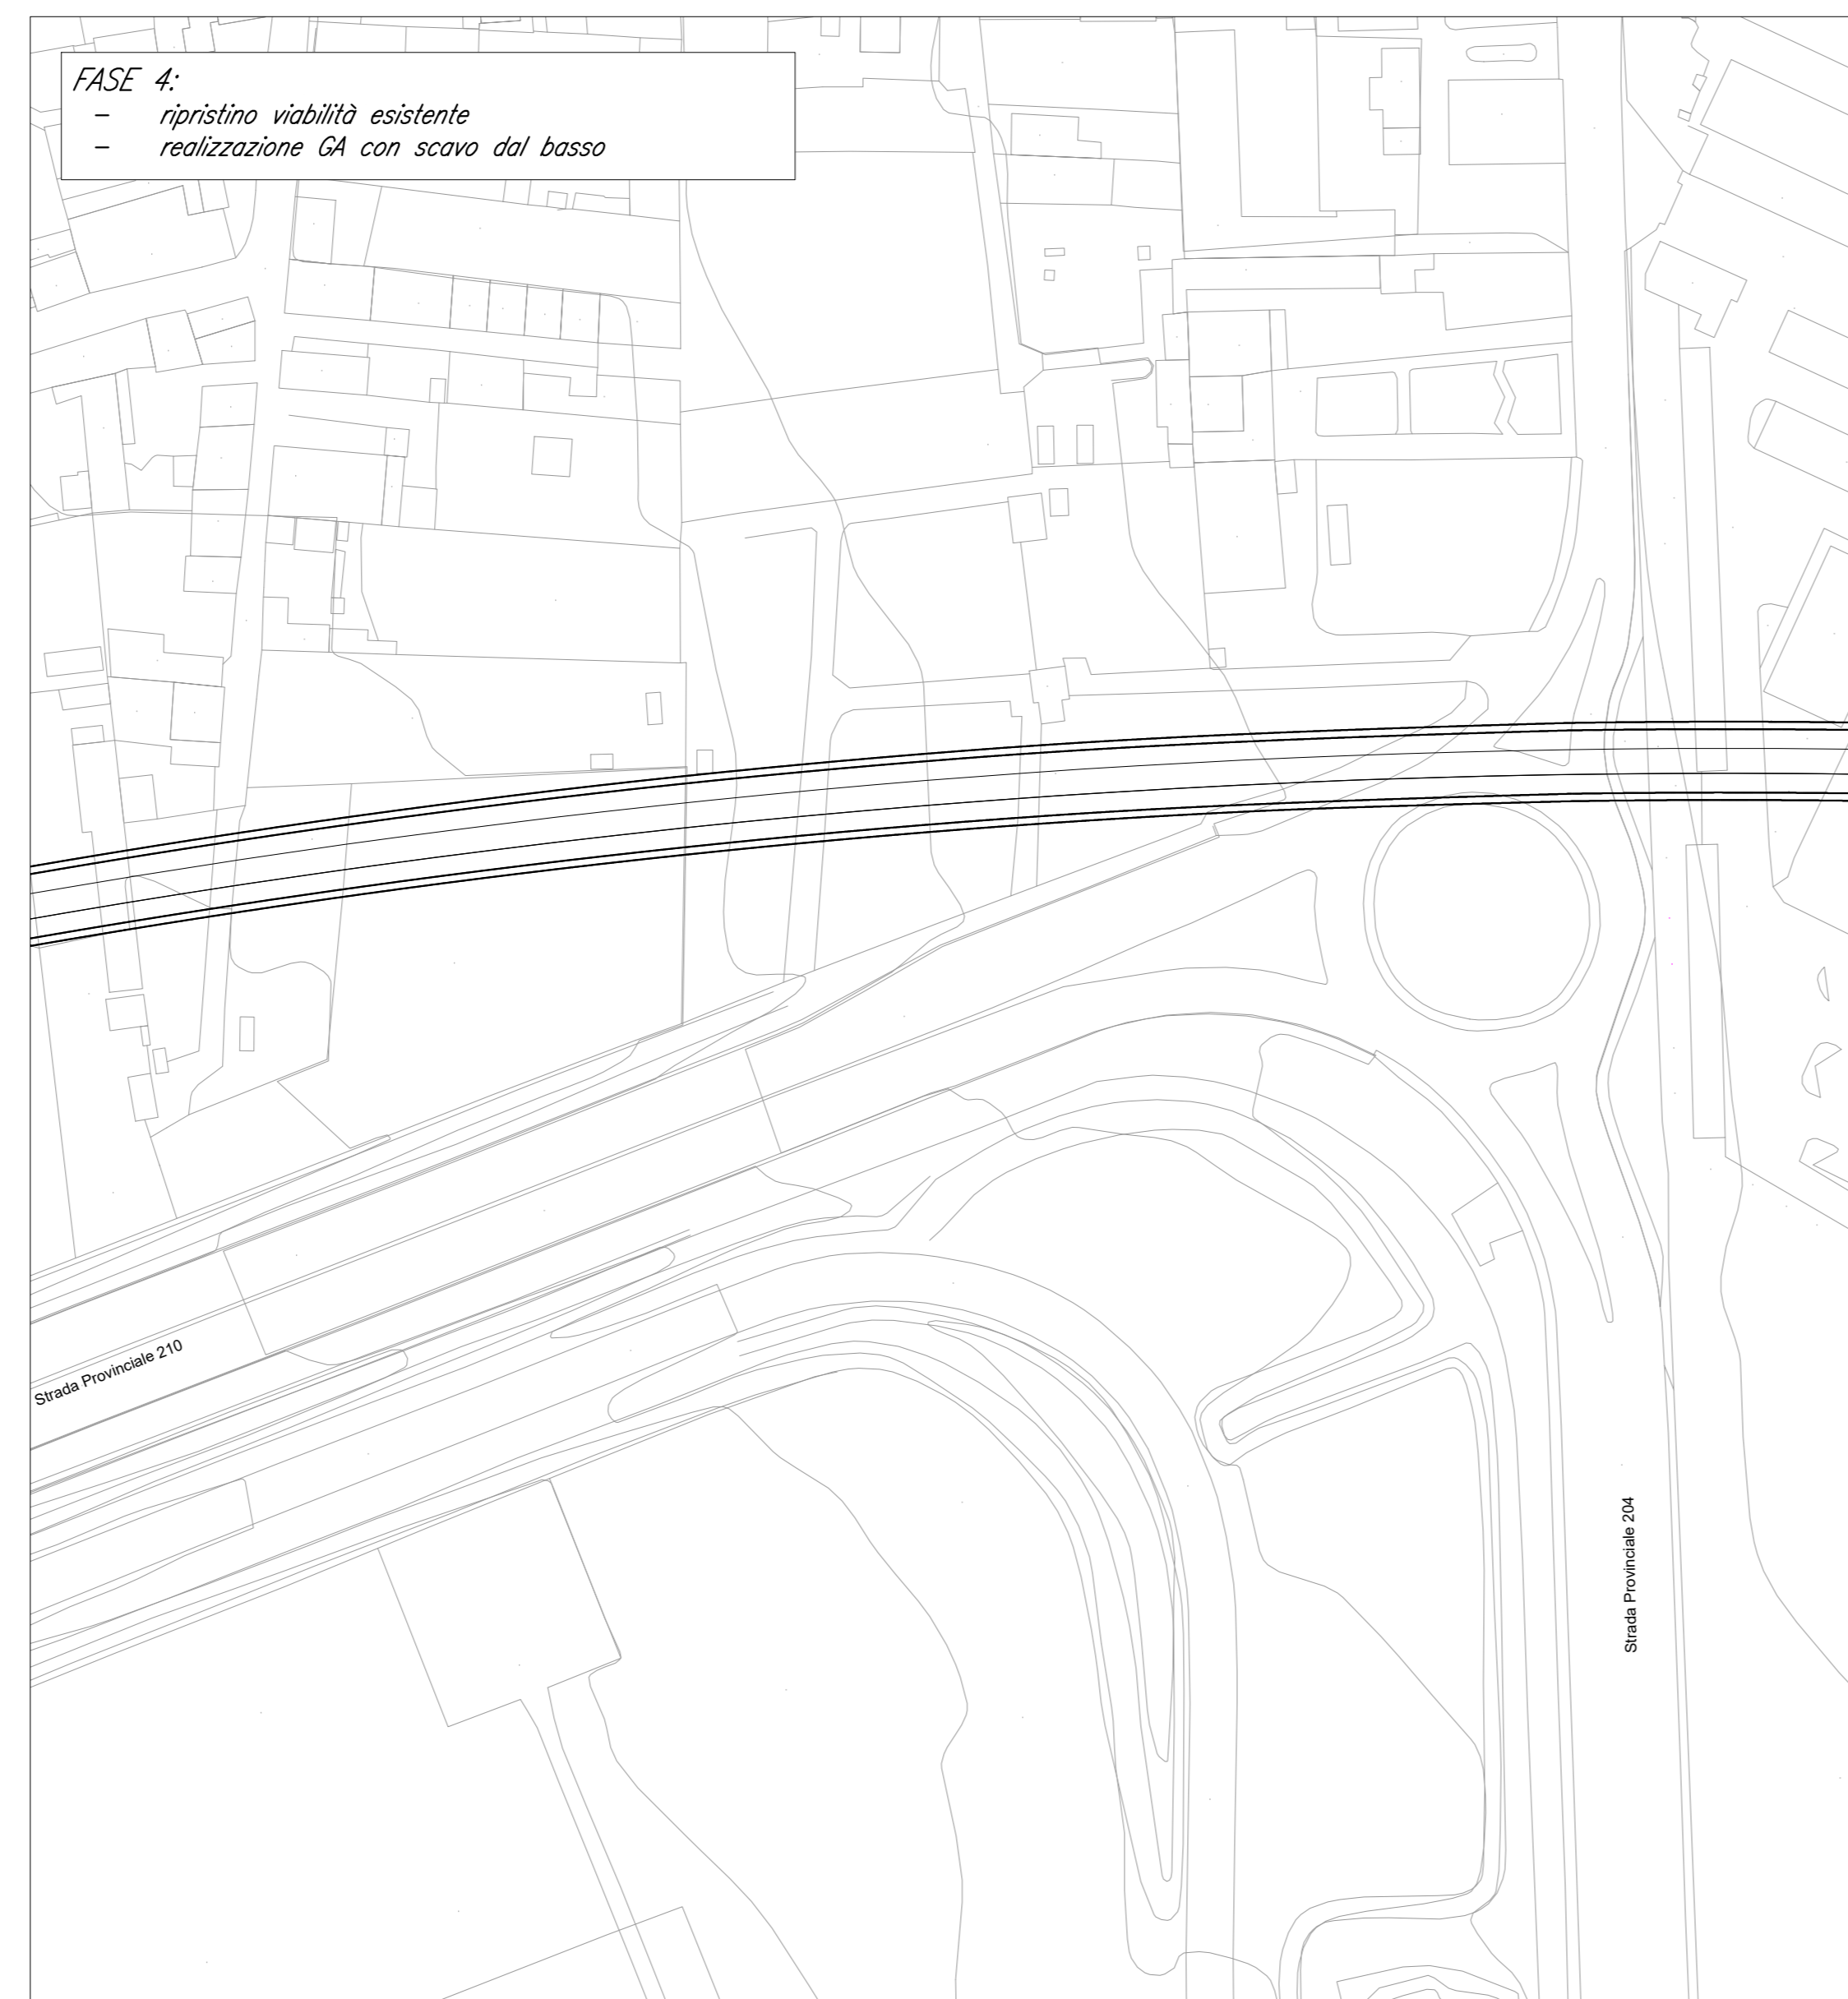 FASE 4:
– ripristino viabilità esistente
– realizzazione GA con scavo dal basso
Strada Provinciale 210
Strada Provinciale 204